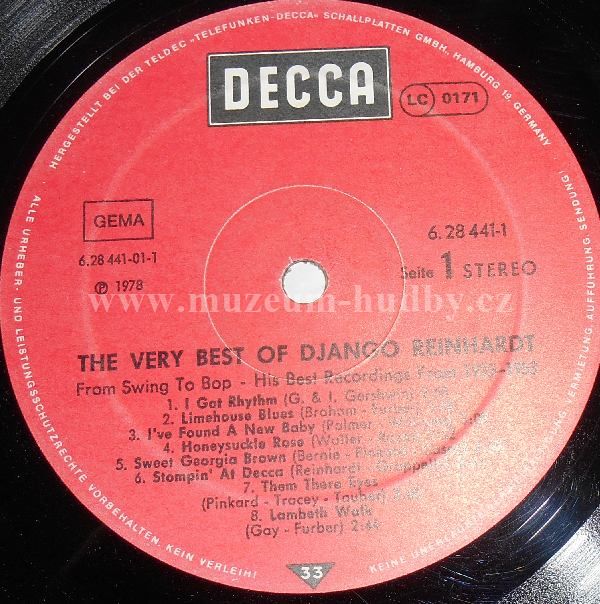 HERGESTELLT BEI DER TELDEC »TELEFUNKEN-DECCA« SCHALLPLATTEN GMBH, HAMBURG 19, GERMANY
DECCA
LC 0171
GEMA
6.28 441-01-1
℗ 1978
6.28 441-1
Seite 1 STEREO
www.muzeum-hudby.cz
THE VERY BEST OF DJANGO REINHARDT
From Swing To Bop - His Best Recordings From
1. I Got Rhythm (G. & I. Gershwin)
2. Limehouse Blues (Braham - Furber)
3. I've Found A New Baby (Palmer
4. Honeysuckle Rose (Waller -
5. Sweet Georgia Brown (Bernie -
6. Stompin' At Decca (Reinhardt - Grappelly)
7. Them There Eyes
(Pinkard - Tracey - Tauber)
8. Lambeth Walk
(Gay - Furber) 2:46
33
ALLE URHEBER- UND LEISTUNGSSCHUTZRECHTE VORBEHALTEN. KEIN VERLEIH!
KEINE UNERLAUBTE VERMIETUNG, AUFFÜHRUNG, SENDUNG!